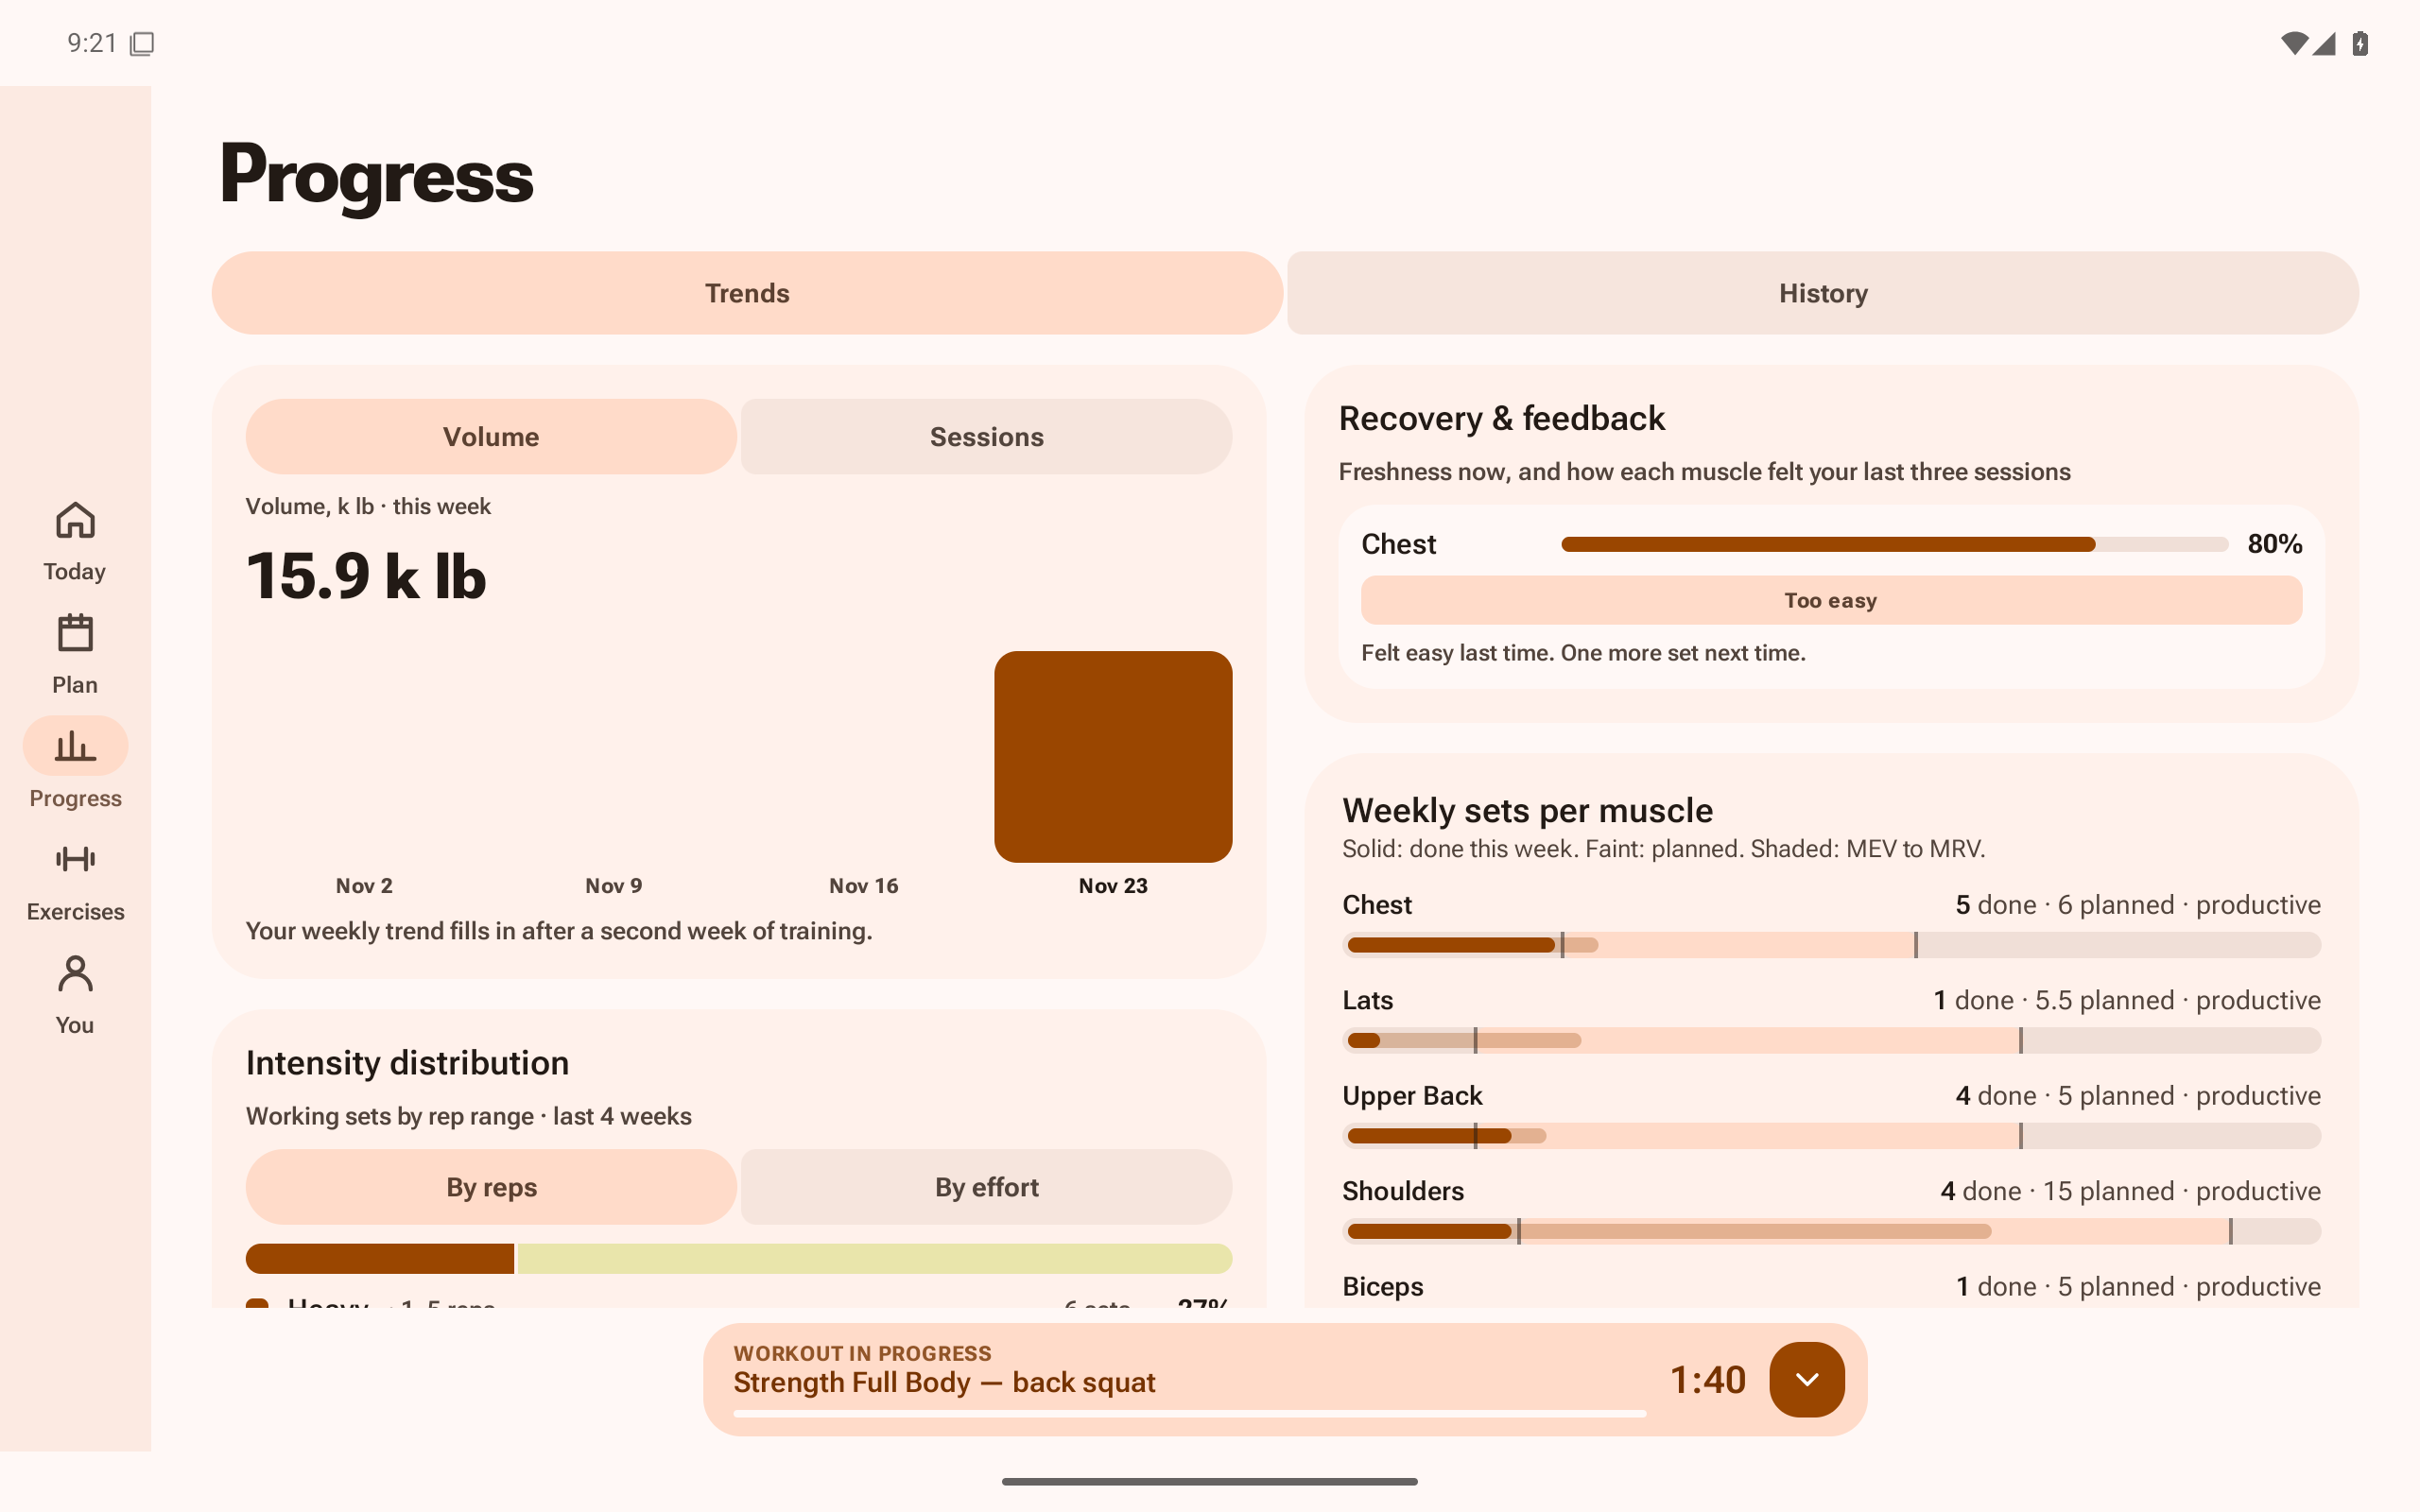 9:21
Progress
Trends
History
Volume
Sessions
Volume, k lb · this week
15.9 k lb
Nov 2
Nov 9
Nov 16
Nov 23
Your weekly trend fills in after a second week of training.
Intensity distribution
Working sets by rep range · last 4 weeks
By reps
By effort
Heavy · 1–5 reps
6 sets
27%
Recovery & feedback
Freshness now, and how each muscle felt your last three sessions
Chest
80%
Too easy
Felt easy last time. One more set next time.
Weekly sets per muscle
Solid: done this week. Faint: planned. Shaded: MEV to MRV.
Chest
5 done · 6 planned · productive
Lats
1 done · 5.5 planned · productive
Upper Back
4 done · 5 planned · productive
Shoulders
4 done · 15 planned · productive
Biceps
1 done · 5 planned · productive
Today
Plan
Progress
Exercises
You
WORKOUT IN PROGRESS
Strength Full Body — back squat
1:40